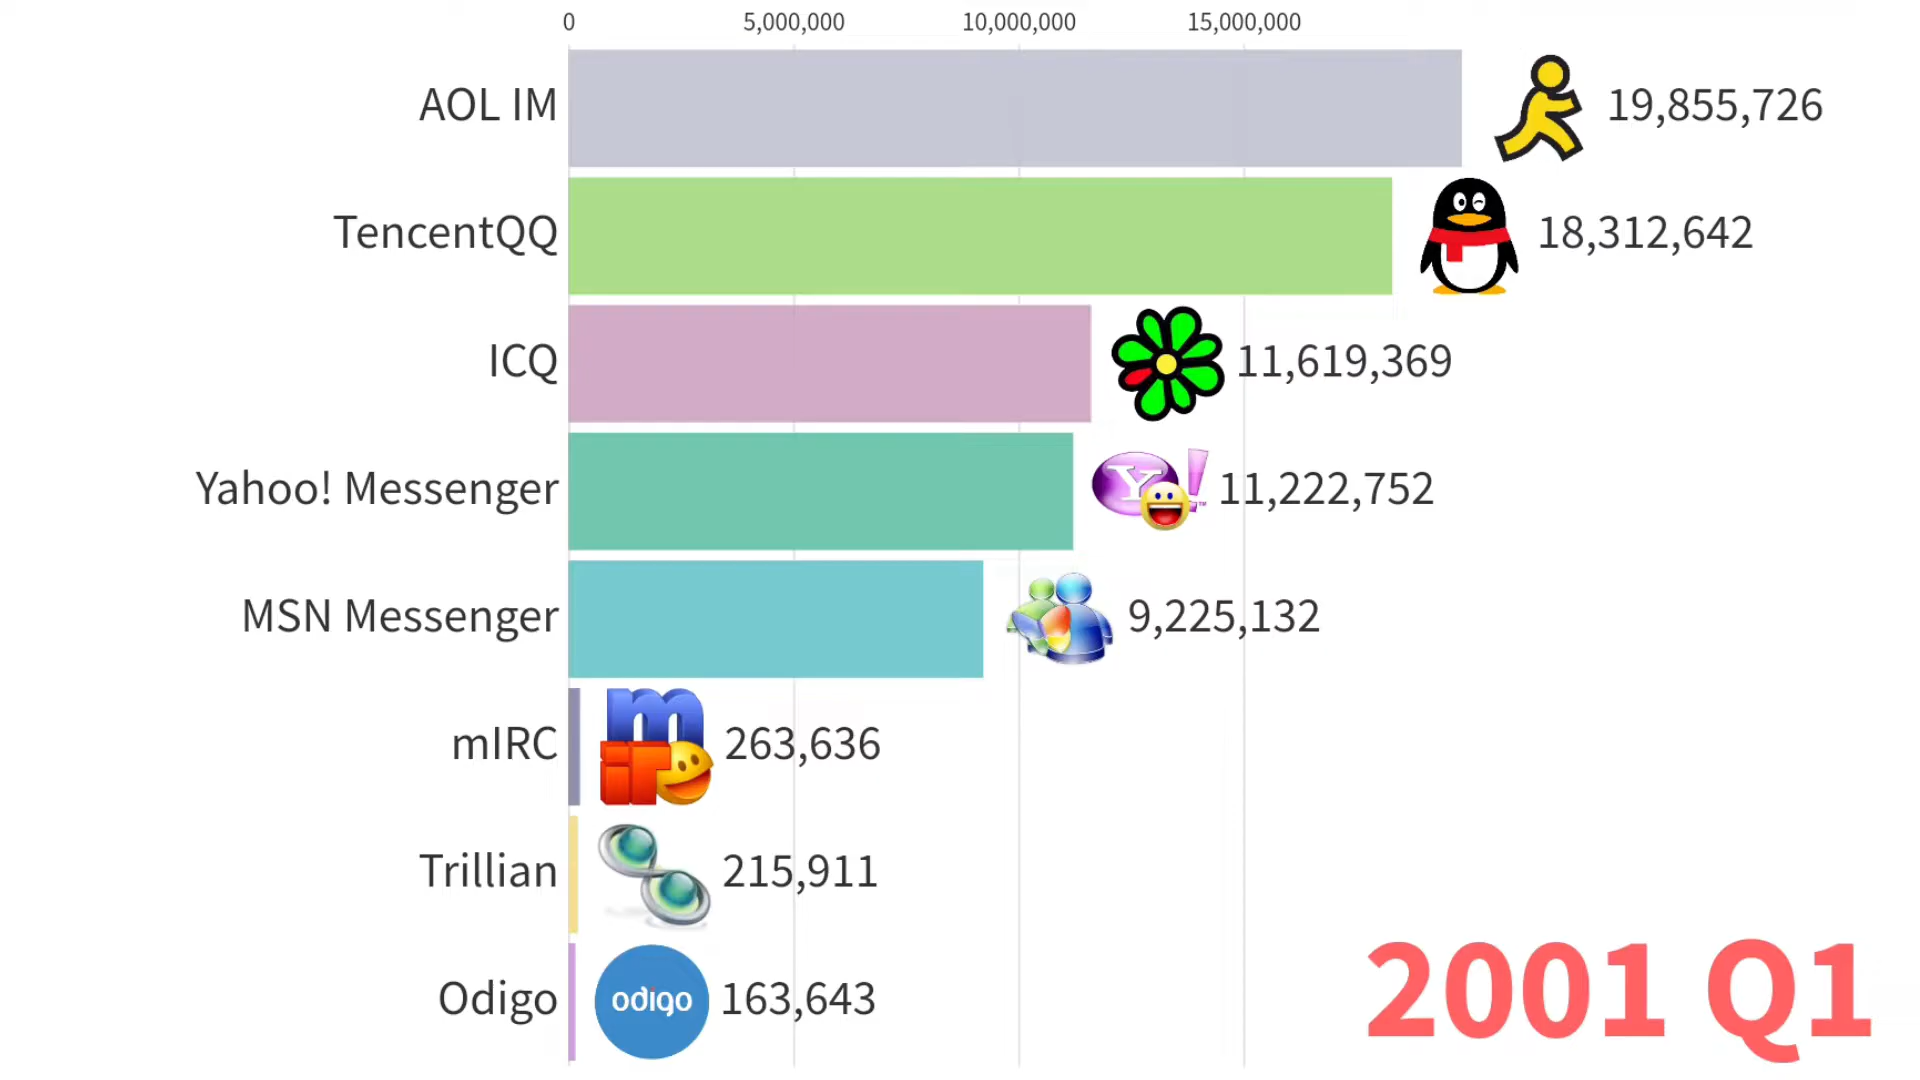 0 5,000,000 10,000,000 15,000,000
AOL IM 19,855,726
TencentQQ 18,312,642
ICQ 11,619,369
Yahoo! Messenger Y! 11,222,752
MSN Messenger 9,225,132
mIRC 263,636
Trillian 215,911
Odigo odigo 163,643
2001 Q1